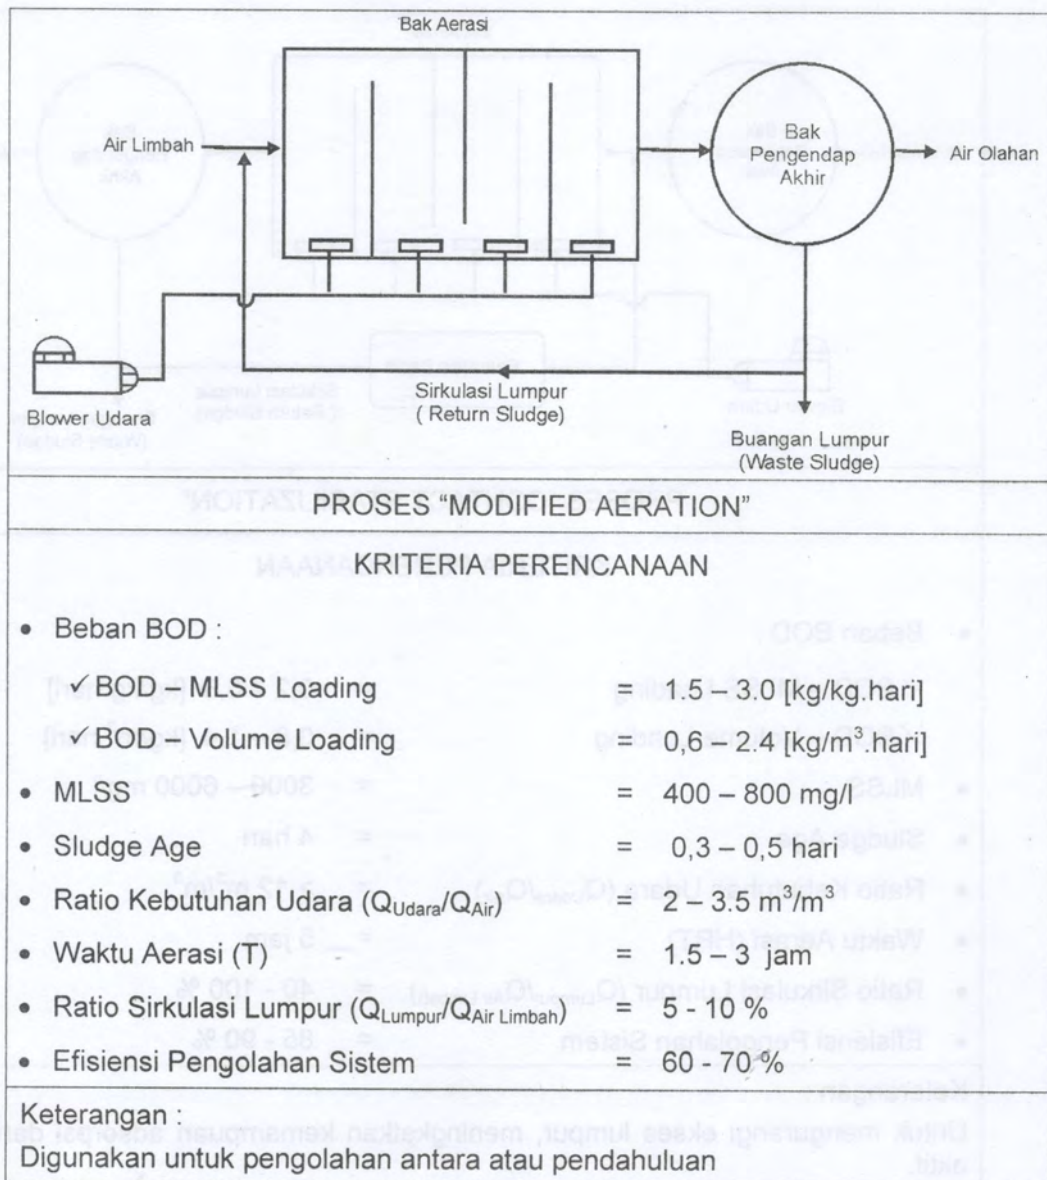 Bak Aerasi
Air Limbah
Bak
Pengendap
Akhir
Air Olahan
Blower Udara
Sirkulasi Lumpur
( Return Sludge)
Buangan Lumpur
(Waste Sludge)
PROSES “MODIFIED AERATION”
KRITERIA PERENCANAAN
• Beban BOD :
✓BOD – MLSS Loading = 1.5 – 3.0 [kg/kg.hari]
✓BOD – Volume Loading = 0,6 – 2.4 [kg/m³.hari]
• MLSS = 400 – 800 mg/l
• Sludge Age = 0,3 – 0,5 hari
• Ratio Kebutuhan Udara (Q_Udara/Q_Air) = 2 – 3.5 m³/m³
• Waktu Aerasi (T) = 1.5 – 3 jam
• Ratio Sirkulasi Lumpur (Q_Lumpur/Q_Air Limbah) = 5 - 10 %
• Efisiensi Pengolahan Sistem = 60 - 70 %
Keterangan :
Digunakan untuk pengolahan antara atau pendahuluan